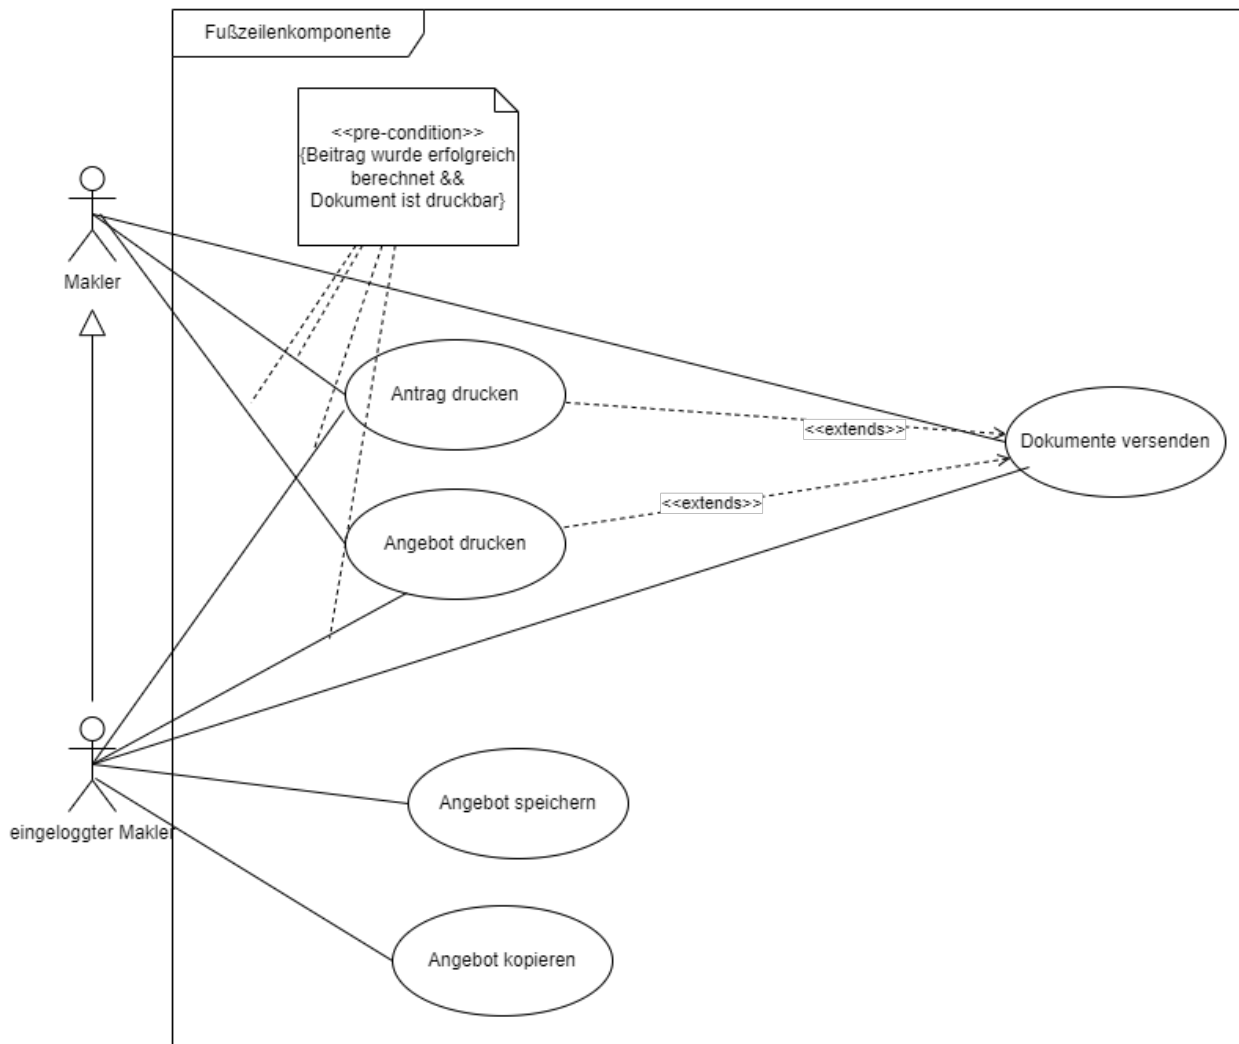 Fußzeilenkomponente
<<pre-condition>>
{Beitrag wurde erfolgreich
berechnet &&
Dokument ist druckbar}
Makler
Antrag drucken
<<extends>>
Dokumente versenden
<<extends>>
Angebot drucken
eingeloggter Makler
Angebot speichern
Angebot kopieren